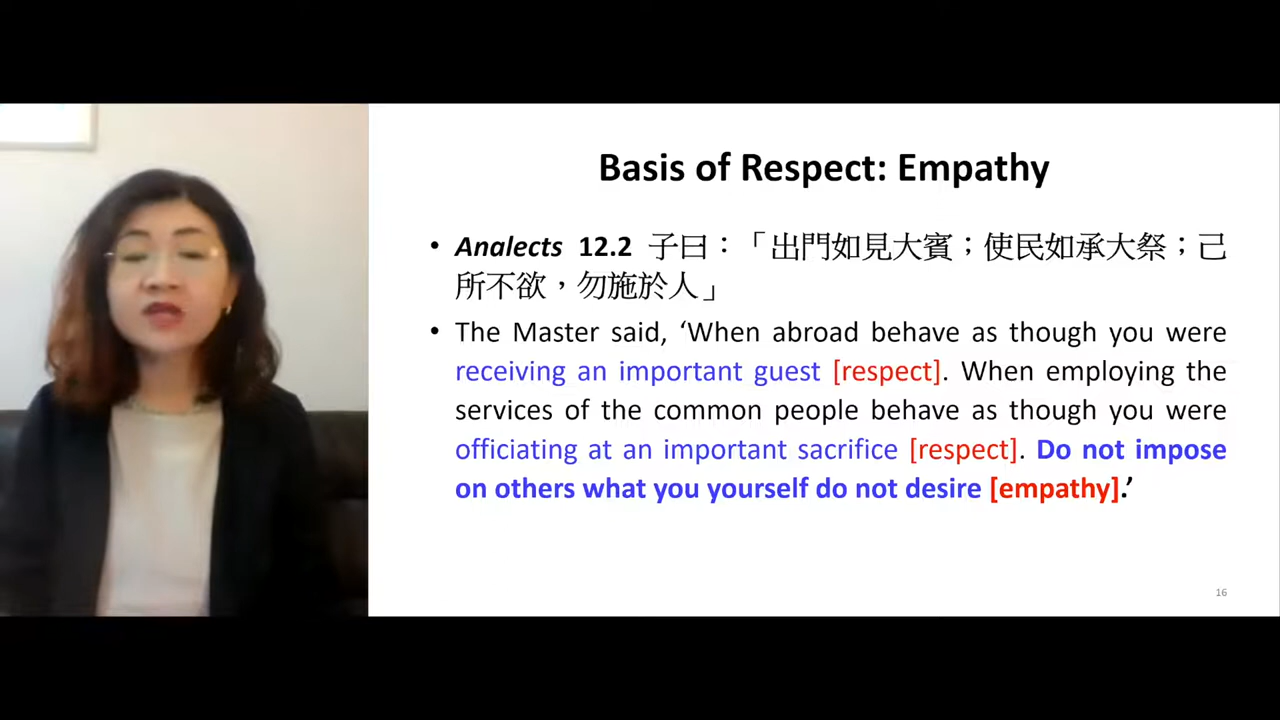 Basis of Respect: Empathy
• Analects 12.2 子曰：「出門如見大賓；使民如承大祭；己
所不欲，勿施於人」
• The Master said, ‘When abroad behave as though you were
receiving an important guest [respect]. When employing the
services of the common people behave as though you were
officiating at an important sacrifice [respect]. Do not impose
on others what you yourself do not desire [empathy].’
16